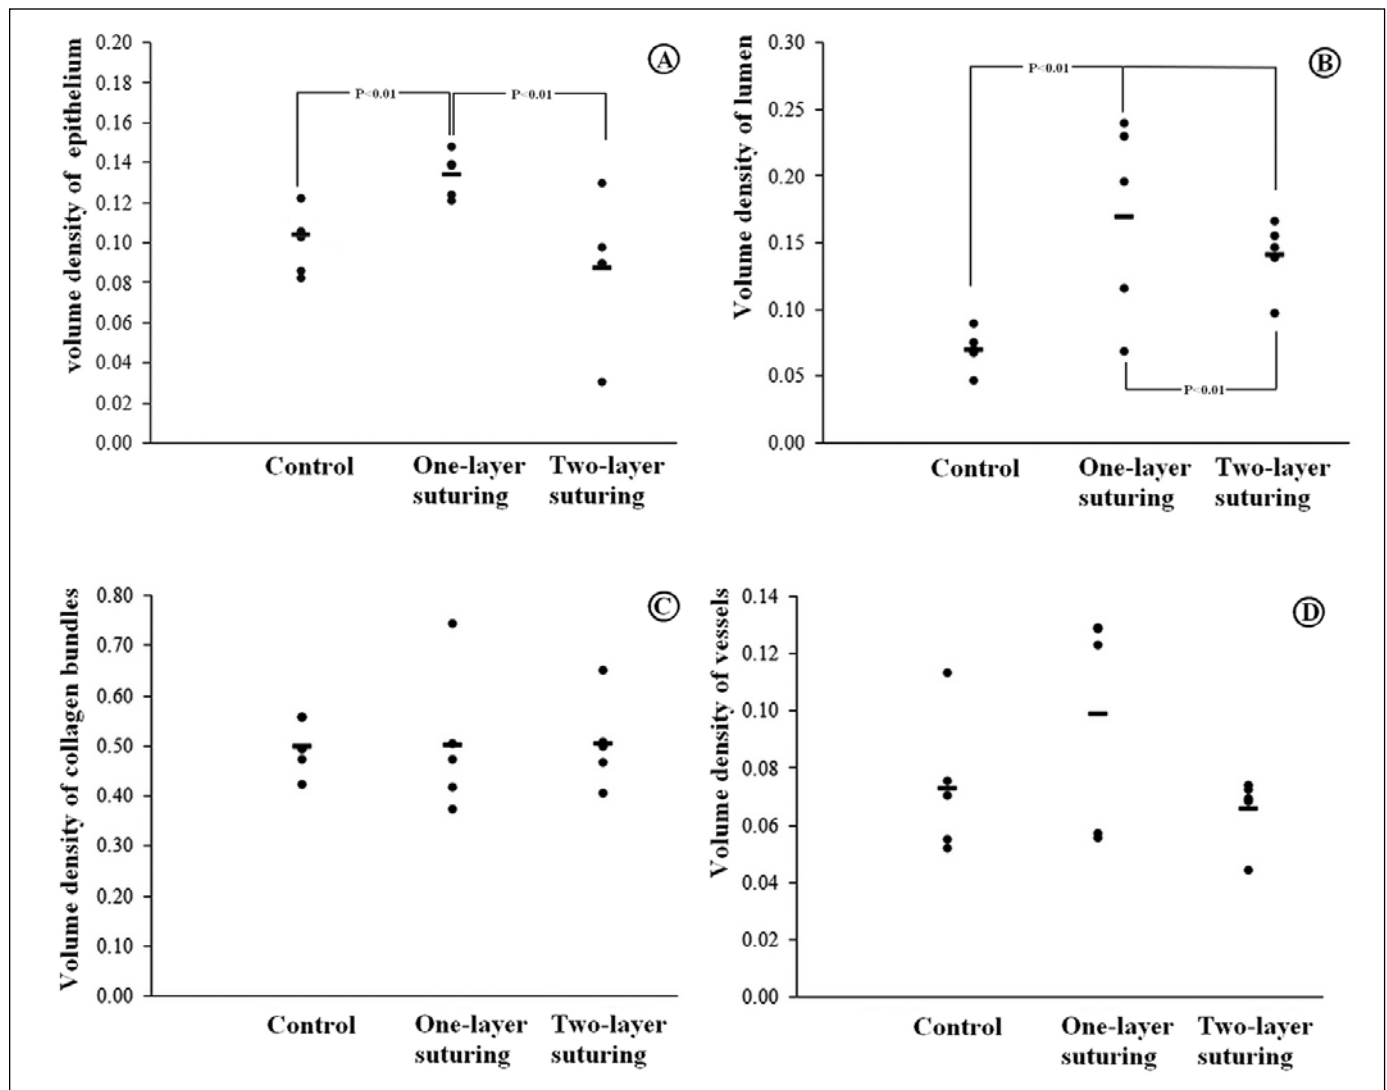 A
volume density of  epithelium
0.20
0.18
0.16
0.14
0.12
0.10
0.08
0.06
0.04
0.02
0.00
P<0.01
P<0.01
Control
One-layer
suturing
Two-layer
suturing
B
Volume density of lumen
0.30
0.25
0.20
0.15
0.10
0.05
0.00
P<0.01
P<0.01
Control
One-layer
suturing
Two-layer
suturing
C
Volume density of collagen bundles
0.80
0.70
0.60
0.50
0.40
0.30
0.20
0.10
0.00
Control
One-layer
suturing
Two-layer
suturing
D
Volume density of vessels
0.14
0.12
0.10
0.08
0.06
0.04
0.02
0.00
Control
One-layer
suturing
Two-layer
suturing